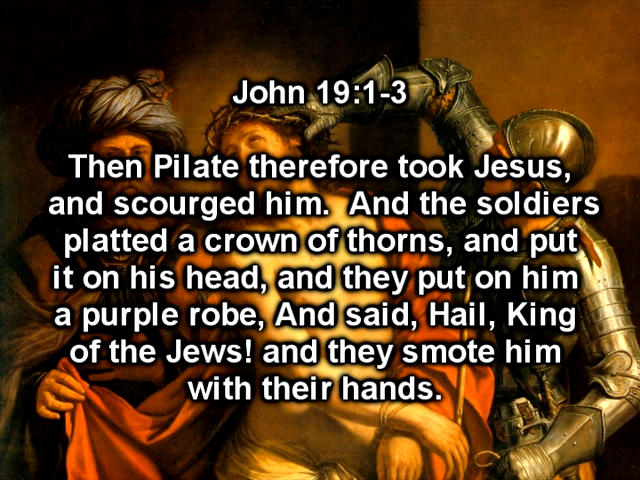 John 19:1-3
Then Pilate therefore took Jesus,
and scourged him. And the soldiers
platted a crown of thorns, and put
it on his head, and they put on him
a purple robe, And said, Hail, King
of the Jews! and they smote him
with their hands.